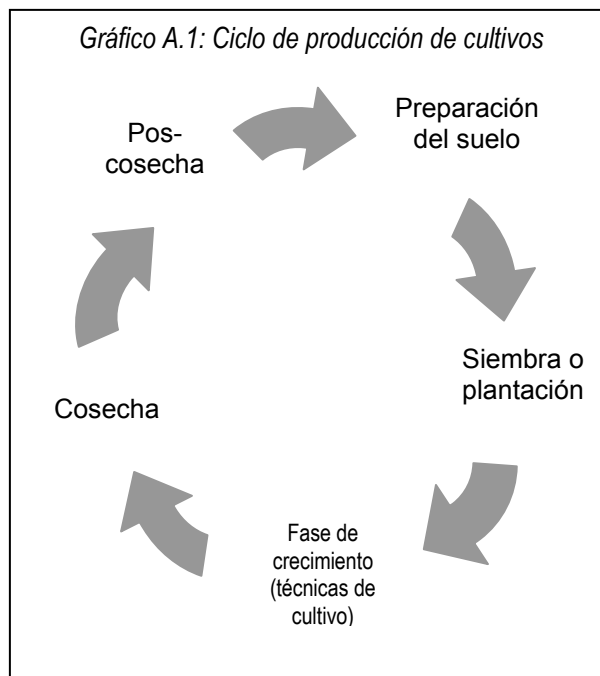 Gráfico A.1: Ciclo de producción de cultivos
Preparación
del suelo
Siembra o
plantación
Fase de
crecimiento
(técnicas de
cultivo)
Cosecha
Pos-
cosecha